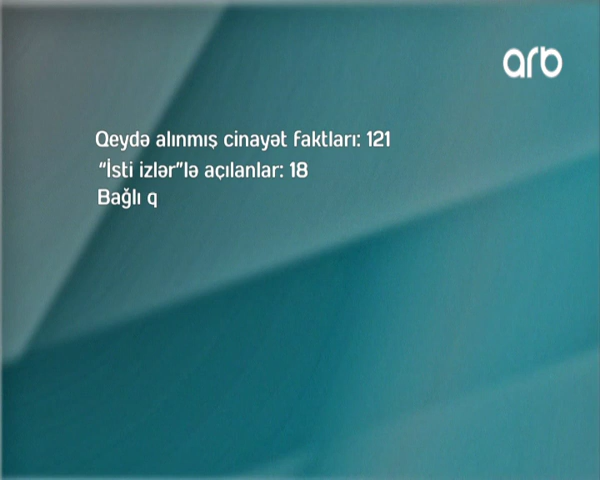 arb
Qeydə alınmış cinayət faktları: 121
“İsti izlər”lə açılanlar: 18
Bağlı q